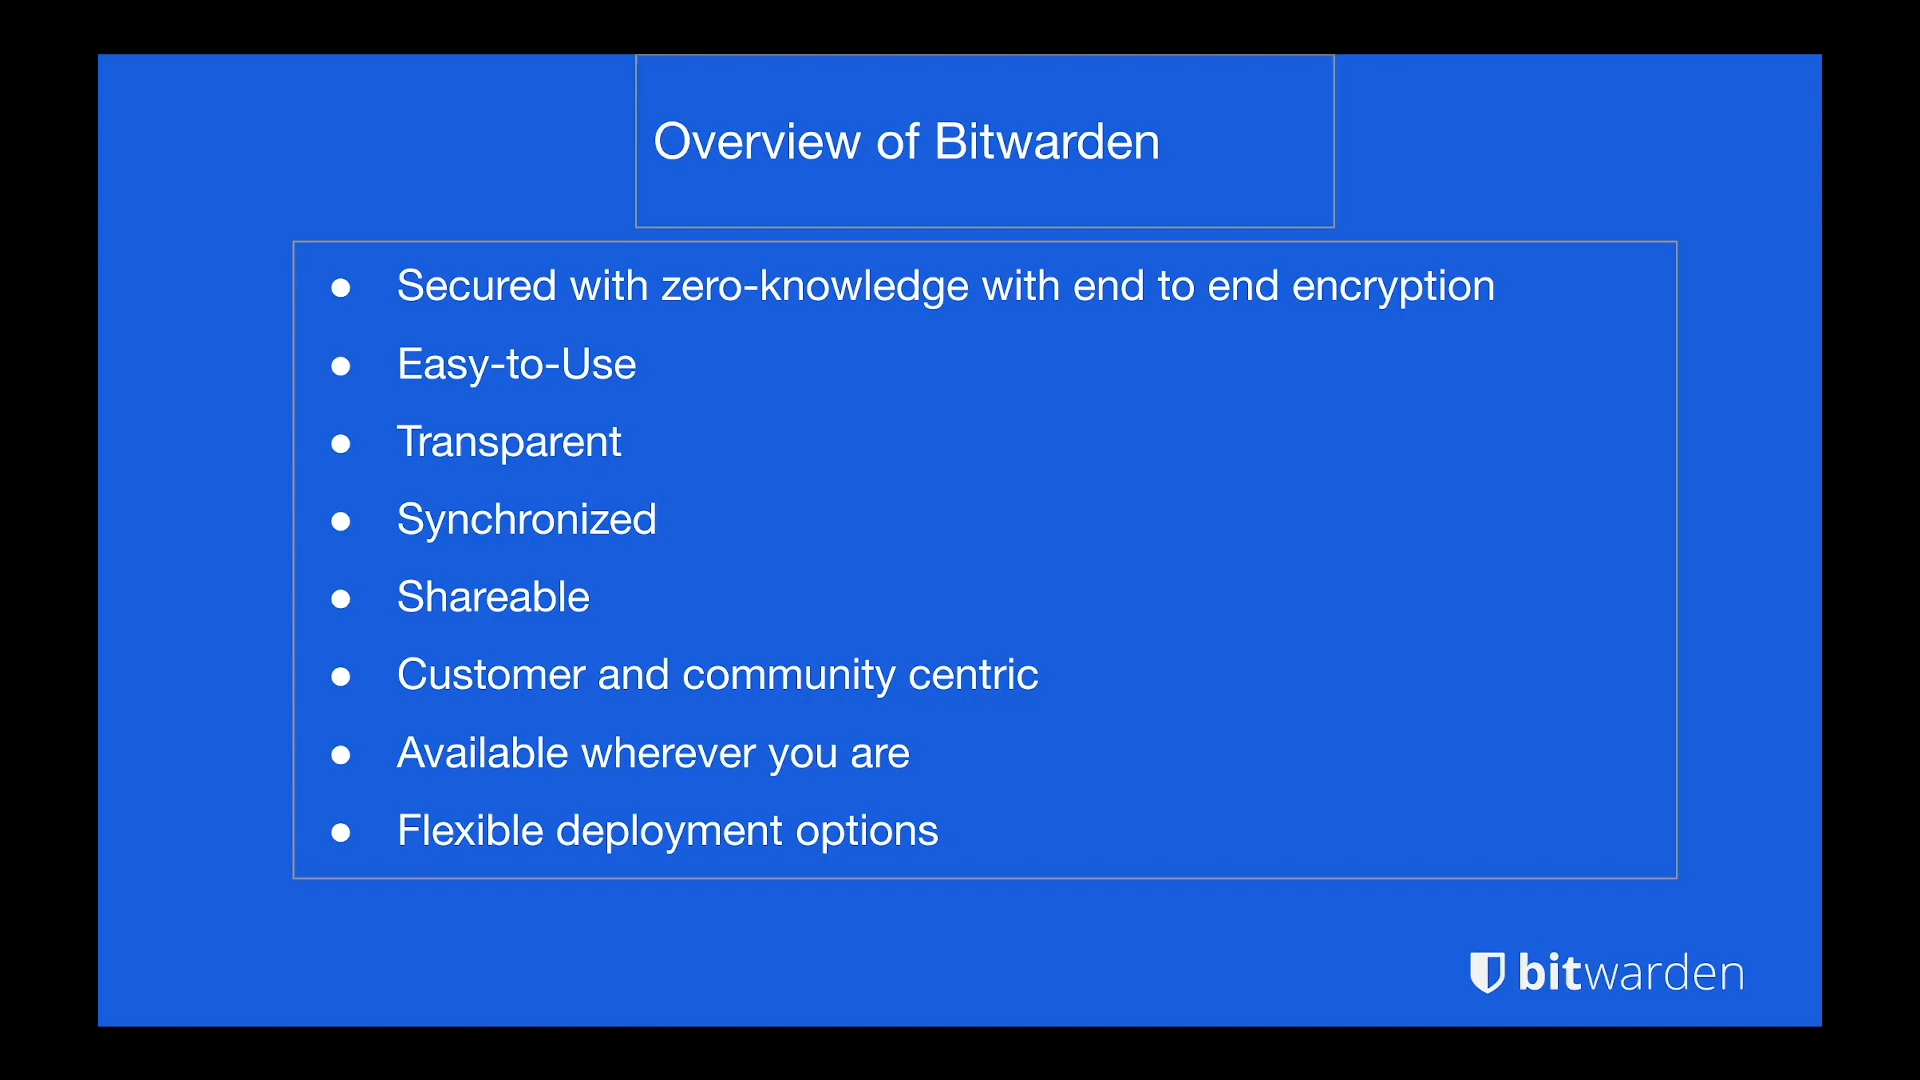 Overview of Bitwarden
● Secured with zero-knowledge with end to end encryption
● Easy-to-Use
● Transparent
● Synchronized
● Shareable
● Customer and community centric
● Available wherever you are
● Flexible deployment options
bitwarden